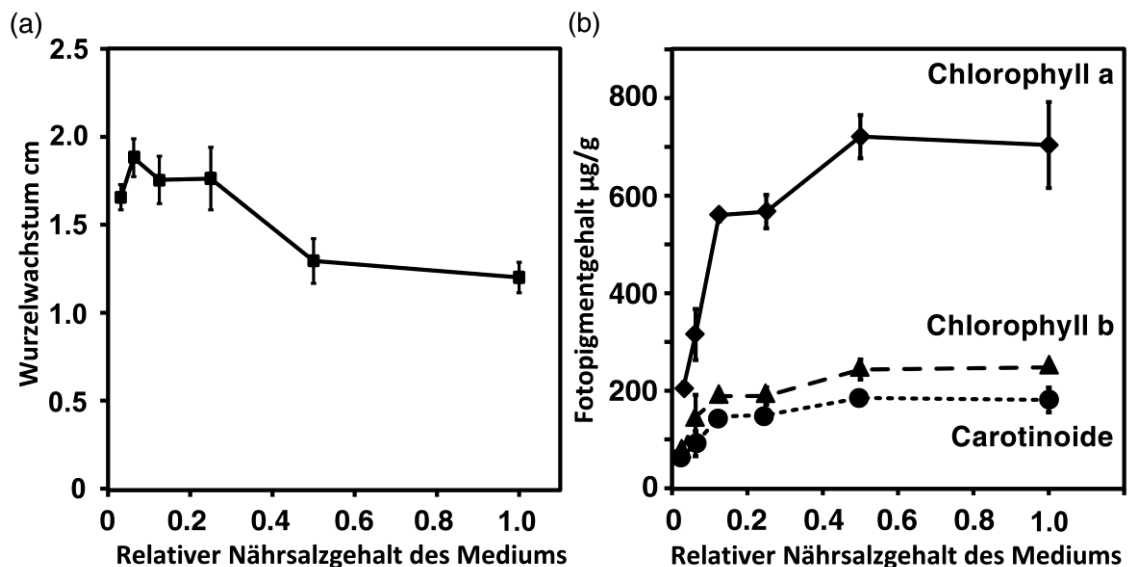 (a)
2.5
2.0
1.5
1.0
0.5
0
Wurzelwachstum cm
0 0.2 0.4 0.6 0.8 1.0
Relativer Nährsalzgehalt des Mediums
(b)
800
600
400
200
0
Fotopigmentgehalt µg/g
Chlorophyll a
Chlorophyll b
Carotinoide
0 0.2 0.4 0.6 0.8 1.0
Relativer Nährsalzgehalt des Mediums